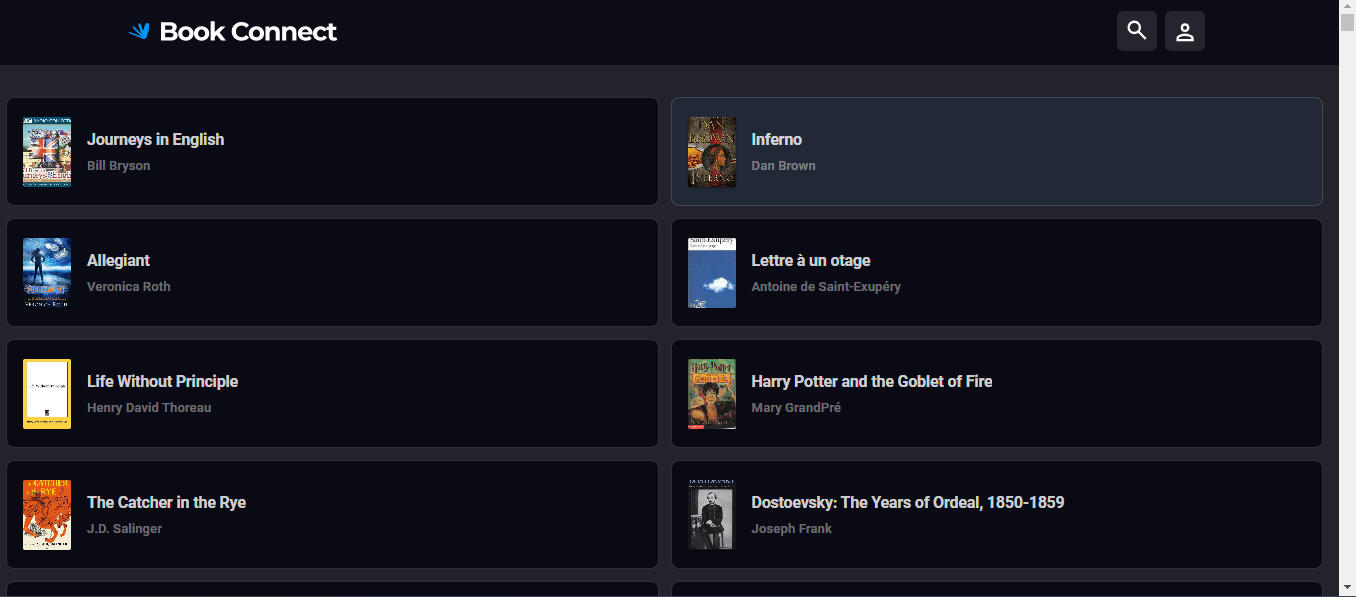 Book Connect
Journeys in English
Bill Bryson
Inferno
Dan Brown
Allegiant
Veronica Roth
Lettre à un otage
Antoine de Saint-Exupéry
Life Without Principle
Henry David Thoreau
Harry Potter and the Goblet of Fire
Mary GrandPré
The Catcher in the Rye
J.D. Salinger
Dostoevsky: The Years of Ordeal, 1850-1859
Joseph Frank